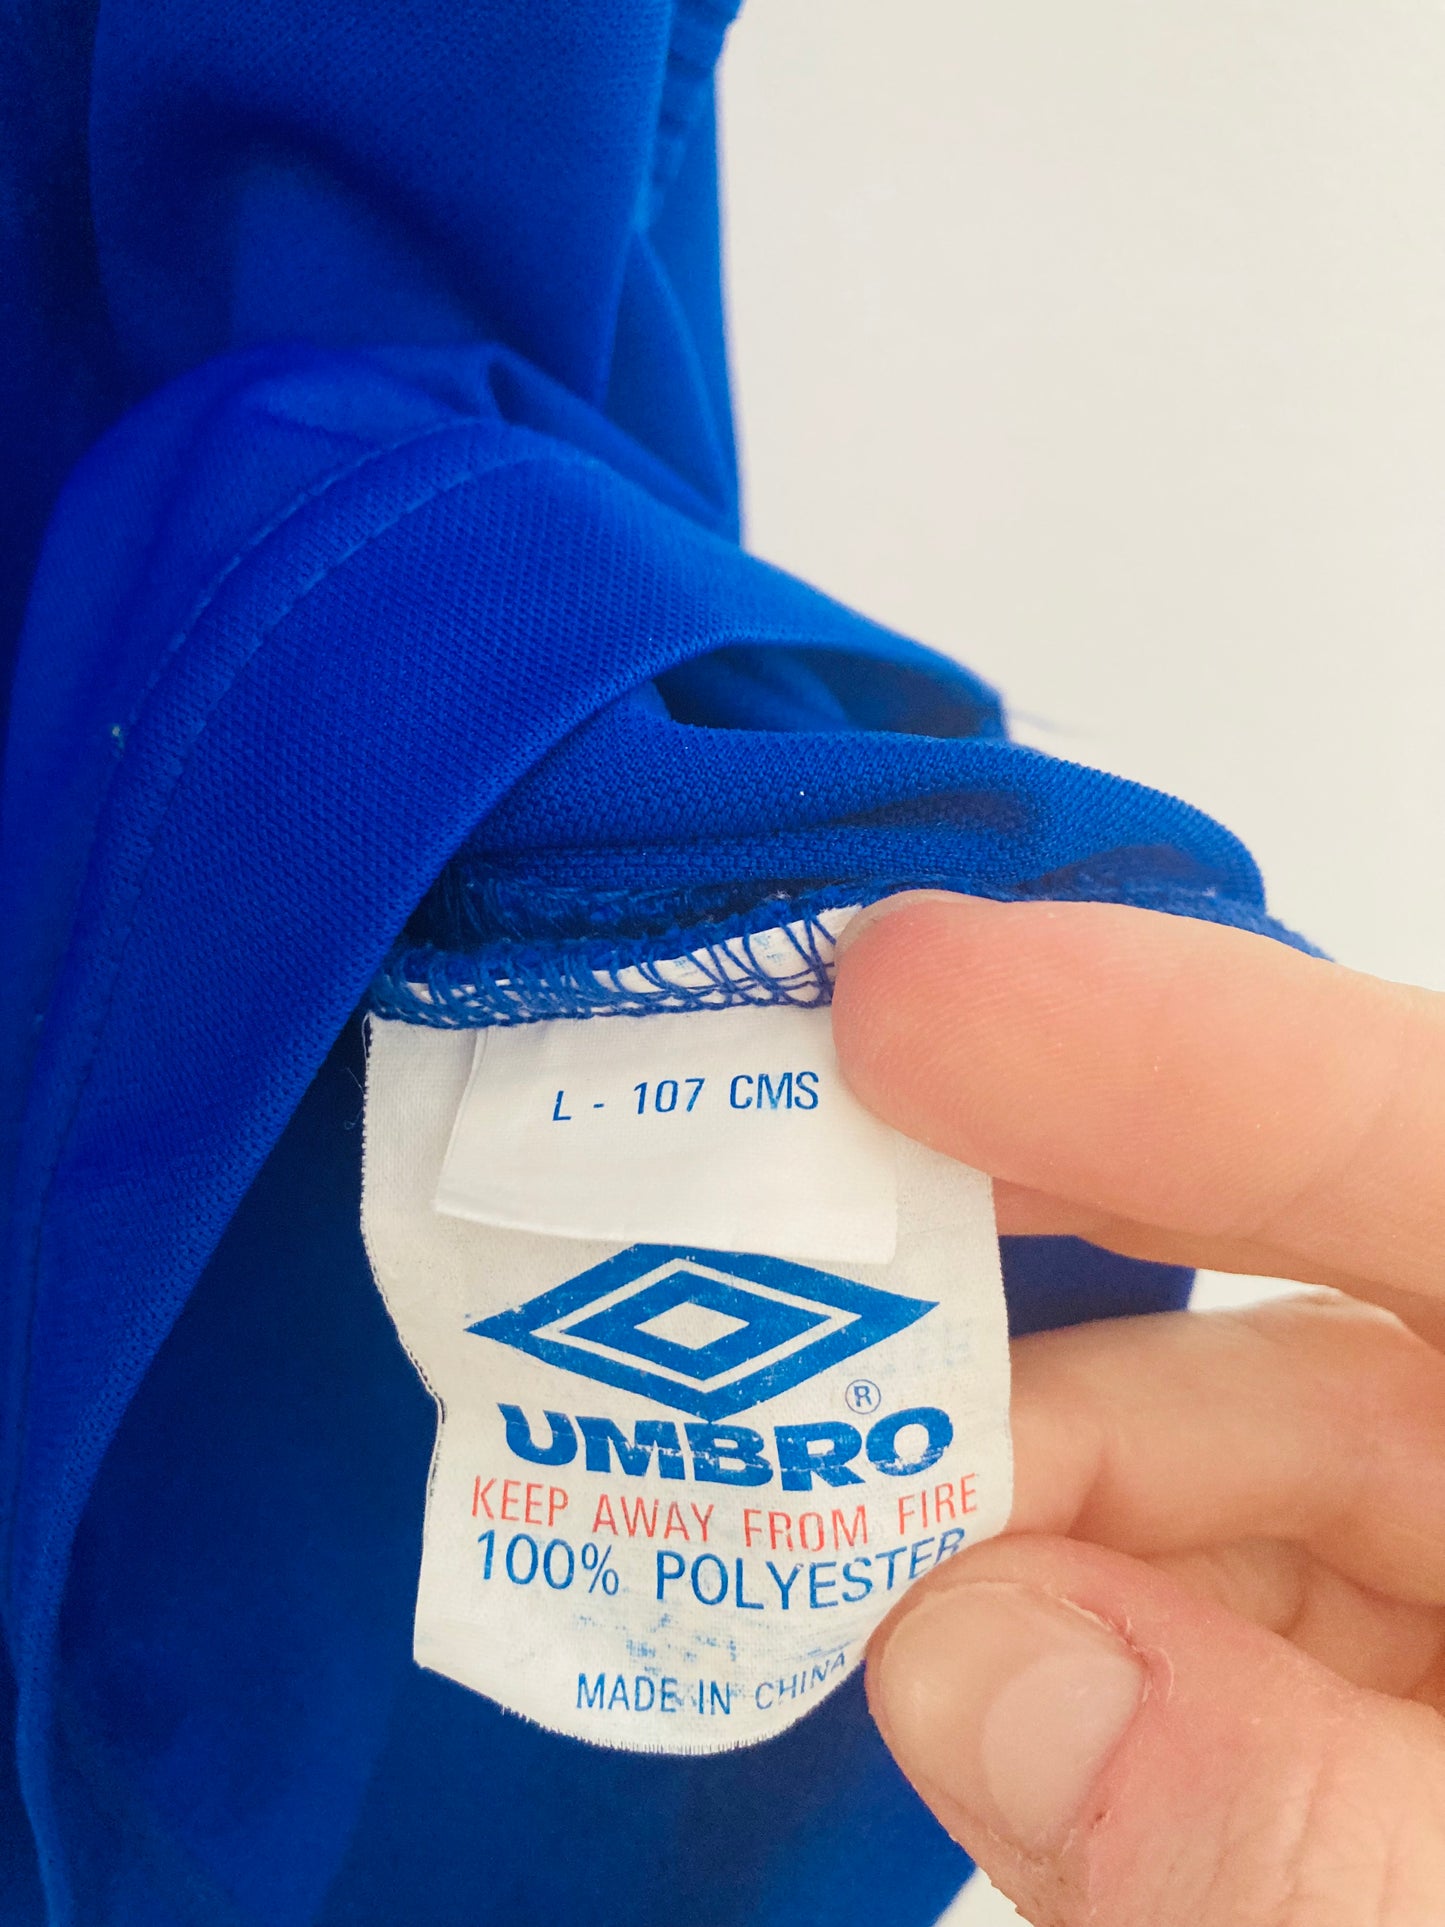 L - 107 CMS
UMBRO®
KEEP AWAY FROM FIRE
100% POLYESTER
MADE IN CHINA